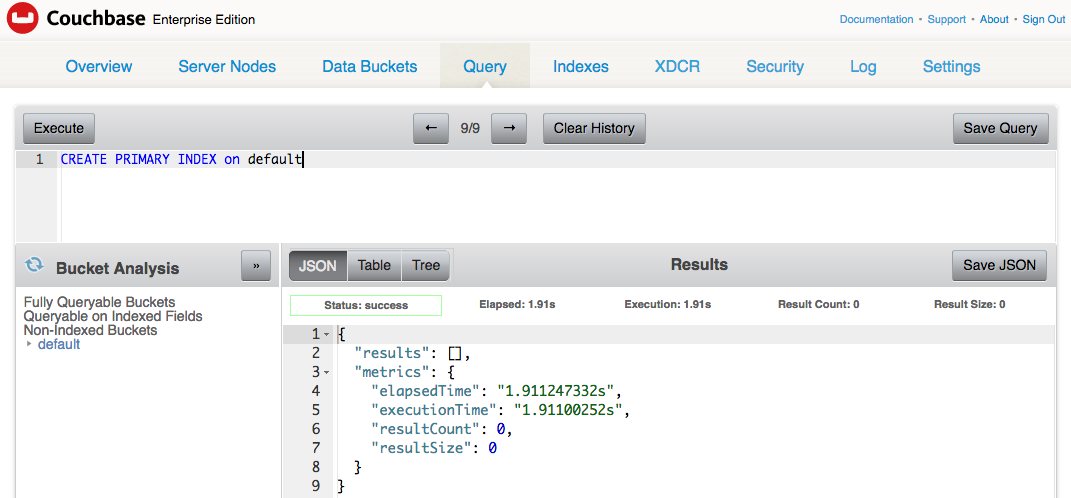 Couchbase Enterprise Edition
Documentation • Support • About • Sign Out
Overview Server Nodes Data Buckets Query Indexes XDCR Security Log Settings
Execute ← 9/9 → Clear History Save Query
1 CREATE PRIMARY INDEX on default
Bucket Analysis »
Fully Queryable Buckets
Queryable on Indexed Fields
Non-Indexed Buckets
default
JSON Table Tree Results Save JSON
Status: success Elapsed: 1.91s Execution: 1.91s Result Count: 0 Result Size: 0
1 {
2 "results": [],
3 "metrics": {
4 "elapsedTime": "1.911247332s",
5 "executionTime": "1.91100252s",
6 "resultCount": 0,
7 "resultSize": 0
8 }
9 }